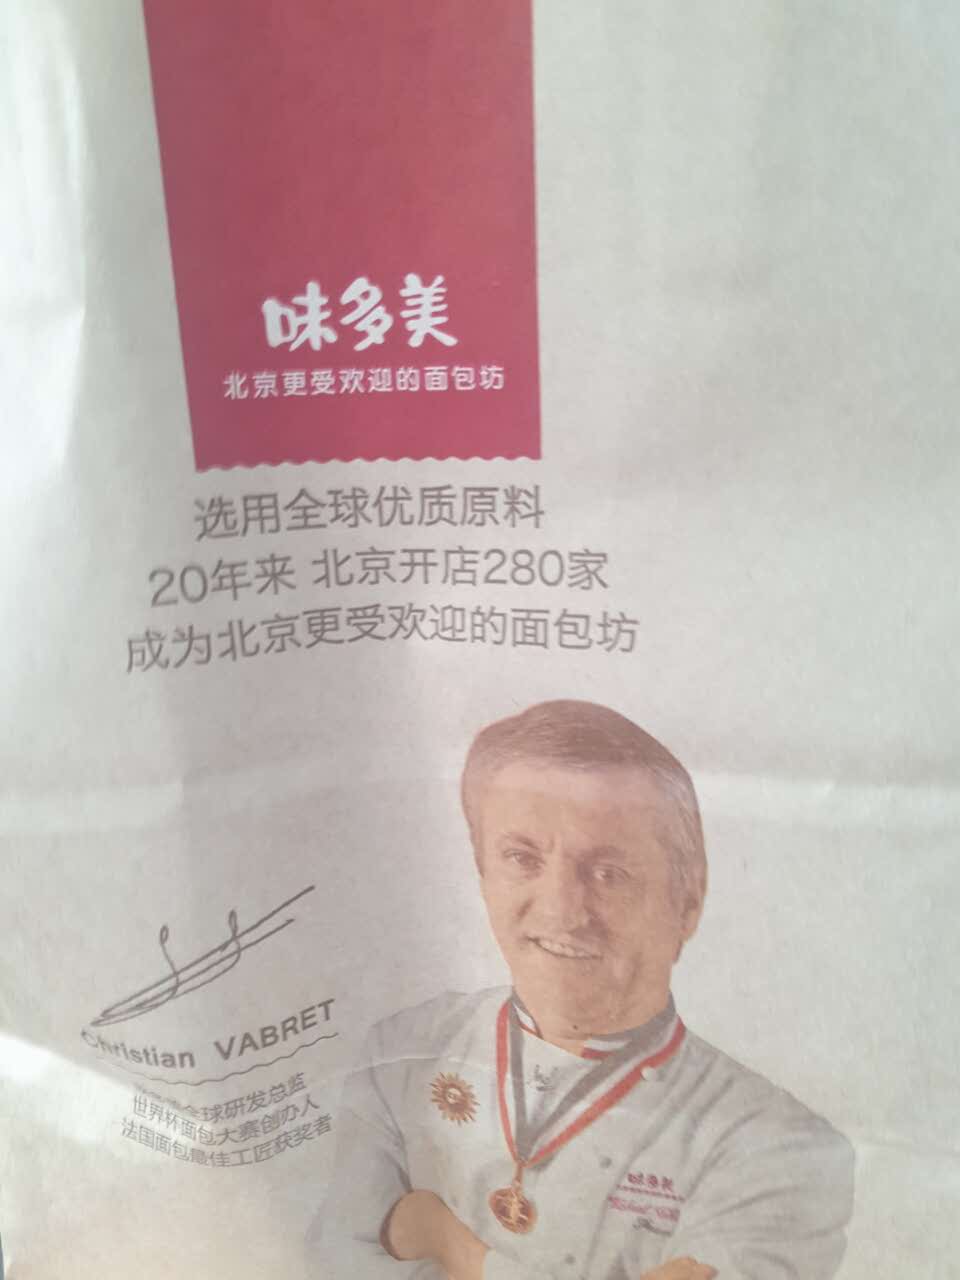 味多美
北京更受欢迎的面包坊
选用全球优质原料
20年来 北京开店280家
成为北京更受欢迎的面包坊
Christian VABRET
全球研发总监
世界杯面包大赛创办人
法国面包最佳工匠获奖者
味多美